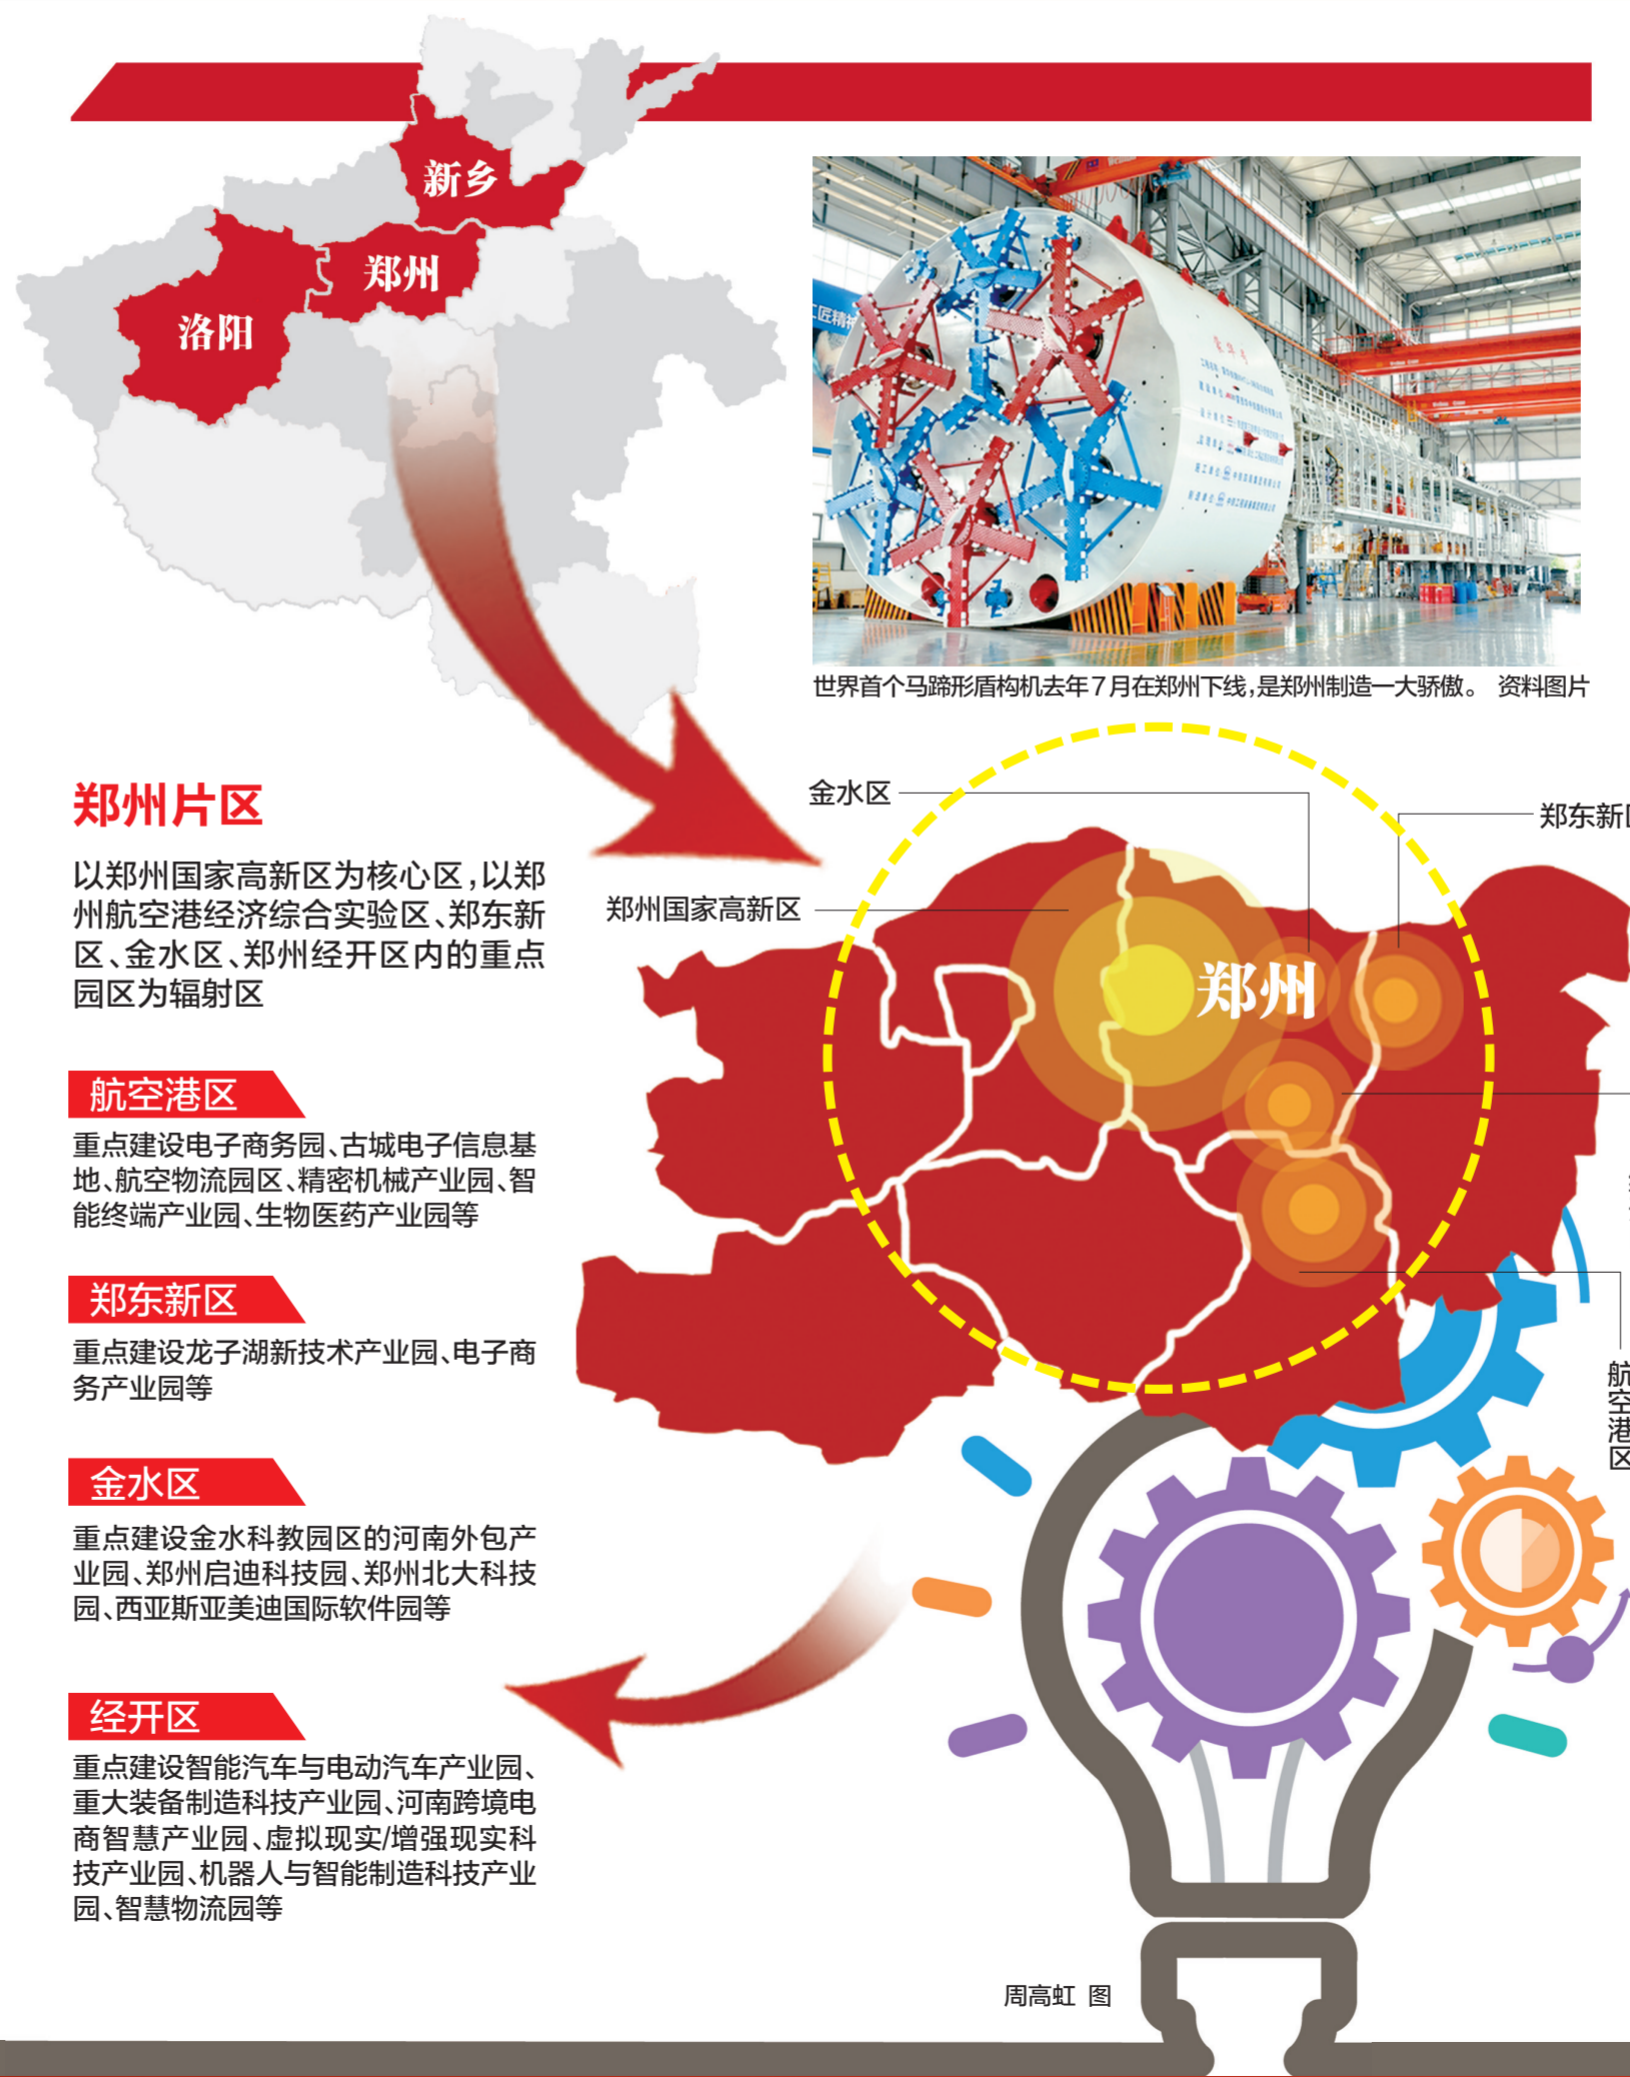 新乡
郑州
洛阳
世界首个马蹄形盾构机去年7月在郑州下线,是郑州制造一大骄傲。 资料图片
郑州片区
以郑州国家高新区为核心区,以郑
州航空港经济综合实验区、郑东新
区、金水区、郑州经开区内的重点
园区为辐射区
金水区
郑东新
郑州国家高新区
郑州
航空港区
航空港区
重点建设电子商务园、古城电子信息基
地、航空物流园区、精密机械产业园、智
能终端产业园、生物医药产业园等
郑东新区
重点建设龙子湖新技术产业园、电子商
务产业园等
金水区
重点建设金水科教园区的河南外包产
业园、郑州启迪科技园、郑州北大科技
园、西亚斯亚美迪国际软件园等
经开区
重点建设智能汽车与电动汽车产业园、
重大装备制造科技产业园、河南跨境电
商智慧产业园、虚拟现实/增强现实科
技产业园、机器人与智能制造科技产业
园、智慧物流园等
周高虹 图